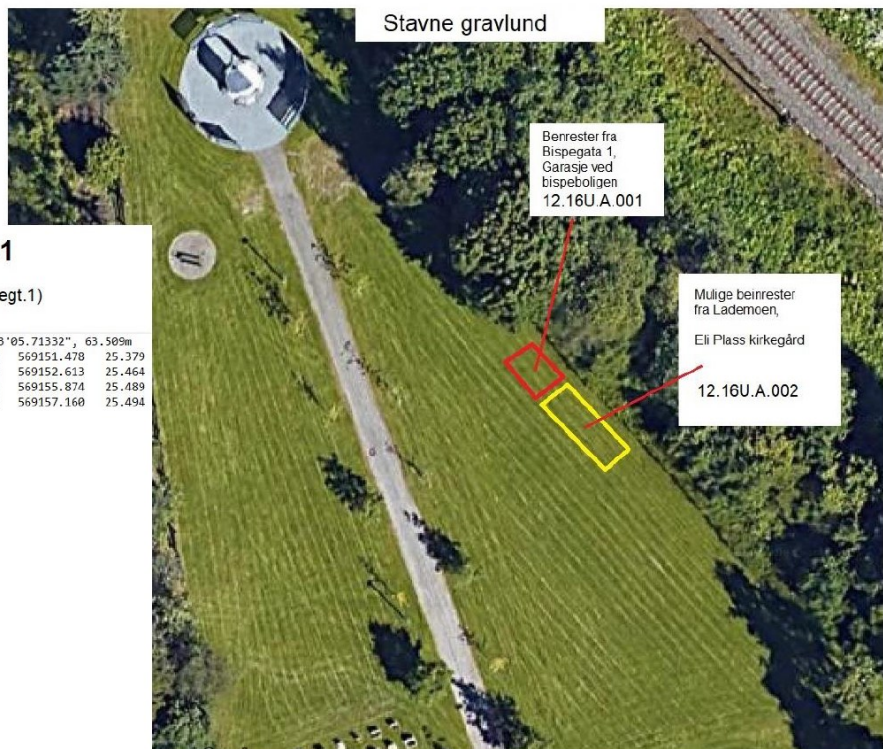 Stavne gravlund
Benrester fra
Bispegata 1,
Garasje ved
bispeboligen
12.16U.A.001
1
egt.1)
3'05.71332", 63.509m
569151.478 25.379
569152.613 25.464
569155.874 25.489
569157.160 25.494
Mulige beinrester
fra Lademoen,
Eli Plass kirkegård
12.16U.A.002